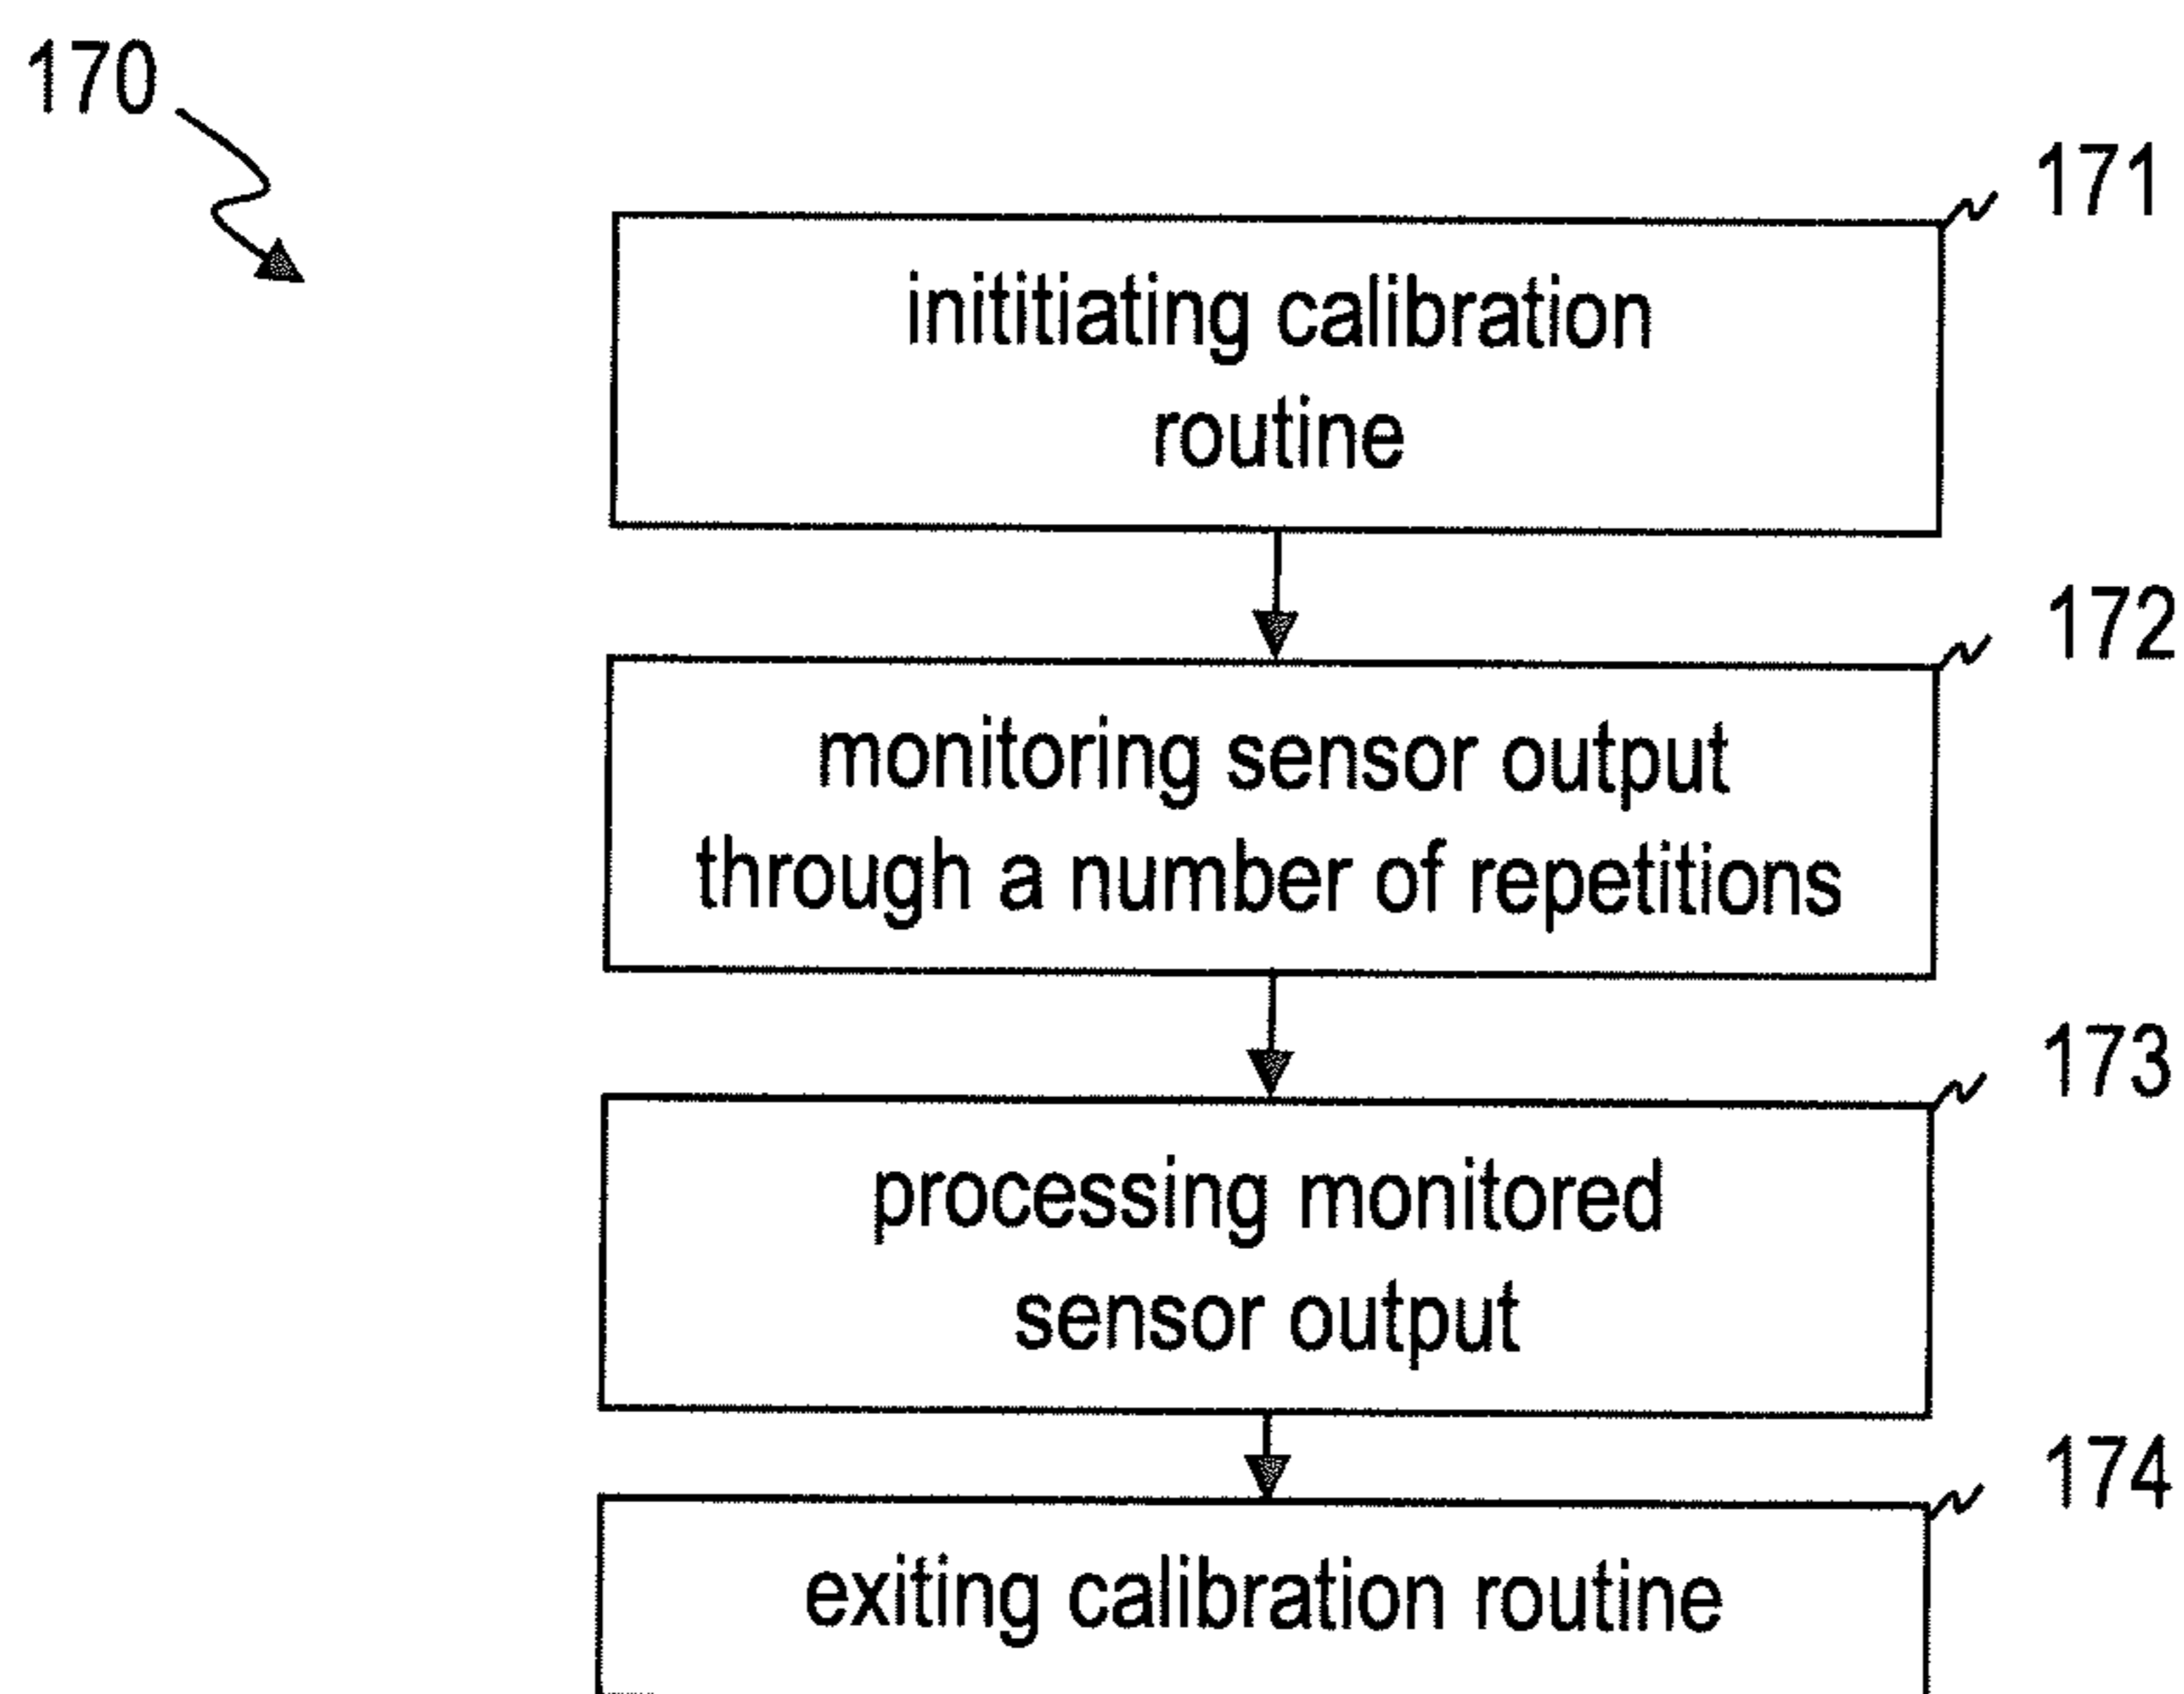 170
171
inititiating calibration
routine
172
monitoring sensor output
through a number of repetitions
173
processing monitored
sensor output
174
exiting calibration routine